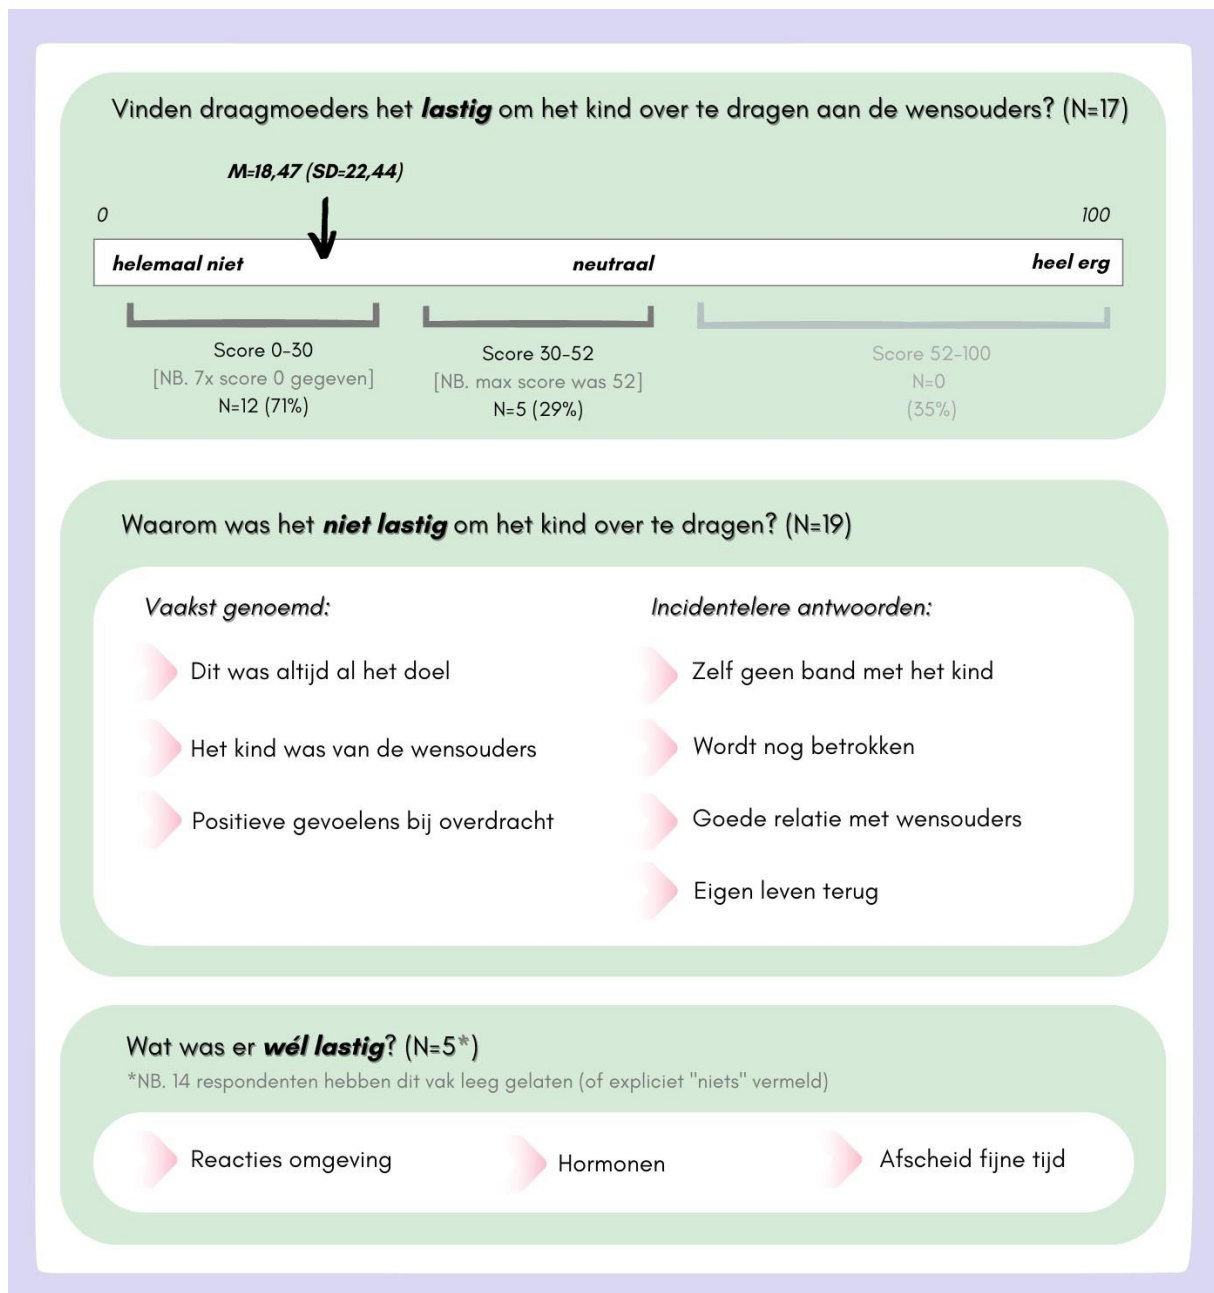 Vinden draagmoeders het lastig om het kind over te dragen aan de wensouders? (N=17)
M=18,47 (SD=22,44)
0
100
helemaal niet
neutraal
heel erg
Score 0-30
[NB. 7x score 0 gegeven]
N=12 (71%)
Score 30-52
[NB. max score was 52]
N=5 (29%)
Score 52-100
N=0
(35%)
Waarom was het niet lastig om het kind over te dragen? (N=19)
Vaakst genoemd:
Dit was altijd al het doel
Het kind was van de wensouders
Positieve gevoelens bij overdracht
Incidentelere antwoorden:
Zelf geen band met het kind
Wordt nog betrokken
Goede relatie met wensouders
Eigen leven terug
Wat was er wél lastig? (N=5*)
*NB. 14 respondenten hebben dit vak leeg gelaten (of expliciet "niets" vermeld)
Reacties omgeving
Hormonen
Afscheid fijne tijd